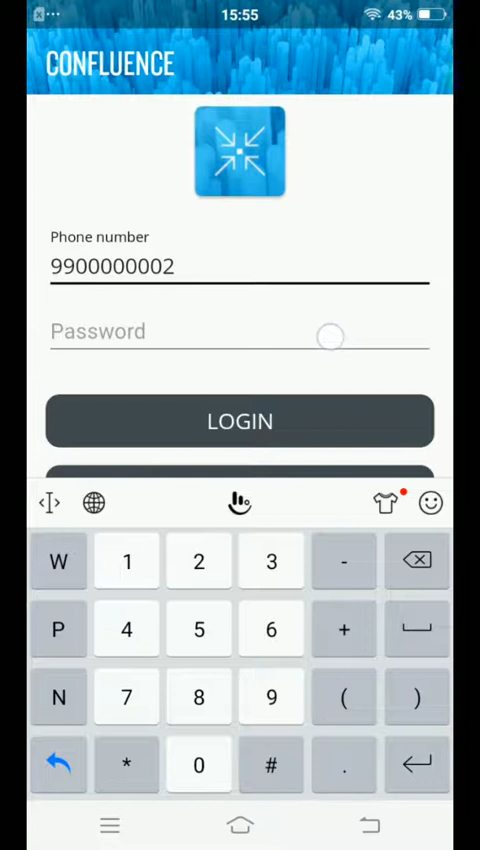 15:55
43%
CONFLUENCE
Phone number
9900000002
Password
LOGIN
W 1 2 3 -
P 4 5 6 +
N 7 8 9 ( )
* 0 # .